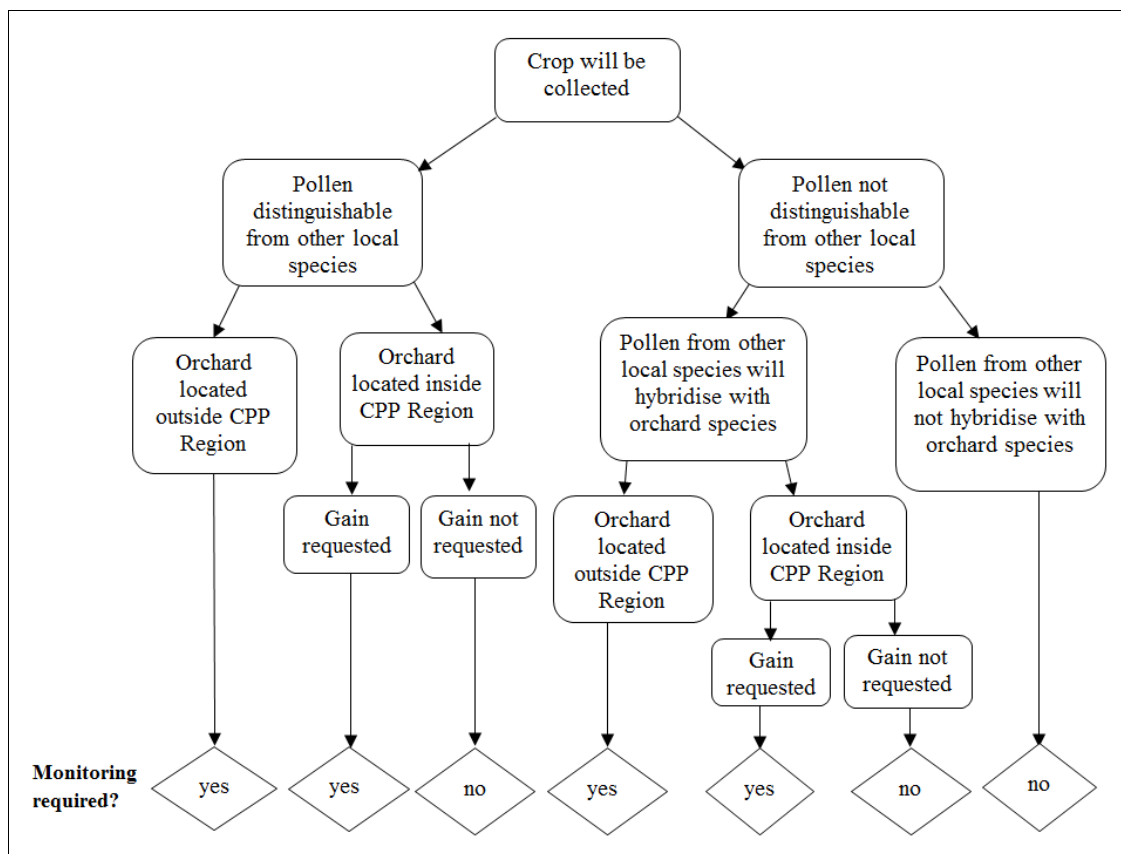 Crop will be
collected
Pollen
distinguishable
from other local
species
Pollen not
distinguishable
from other local
species
Orchard
located
outside CPP
Region
Orchard
located inside
CPP Region
Pollen from other
local species will
hybridise with
orchard species
Pollen from other
local species will
not hybridise with
orchard species
Gain
requested
Gain not
requested
Orchard
located
outside CPP
Region
Orchard
located inside
CPP Region
Gain
requested
Gain not
requested
Monitoring
required?
yes
yes
no
yes
yes
no
no